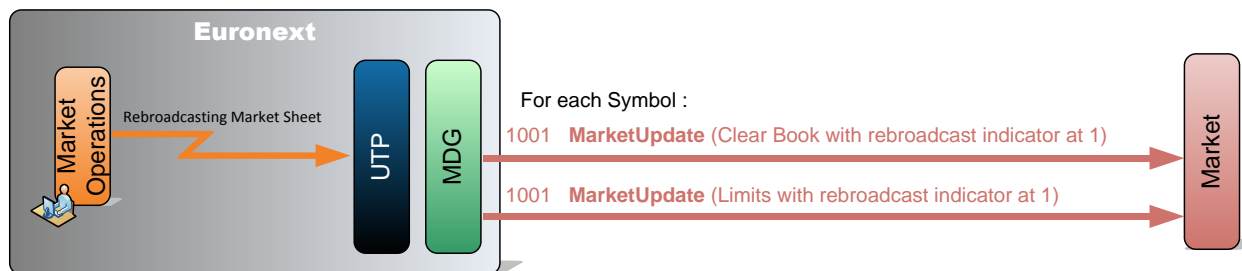 Euronext
Market
Operations
Rebroadcasting Market Sheet
UTP
MDG
For each Symbol :
1001 MarketUpdate (Clear Book with rebroadcast indicator at 1)
1001 MarketUpdate (Limits with rebroadcast indicator at 1)
Market